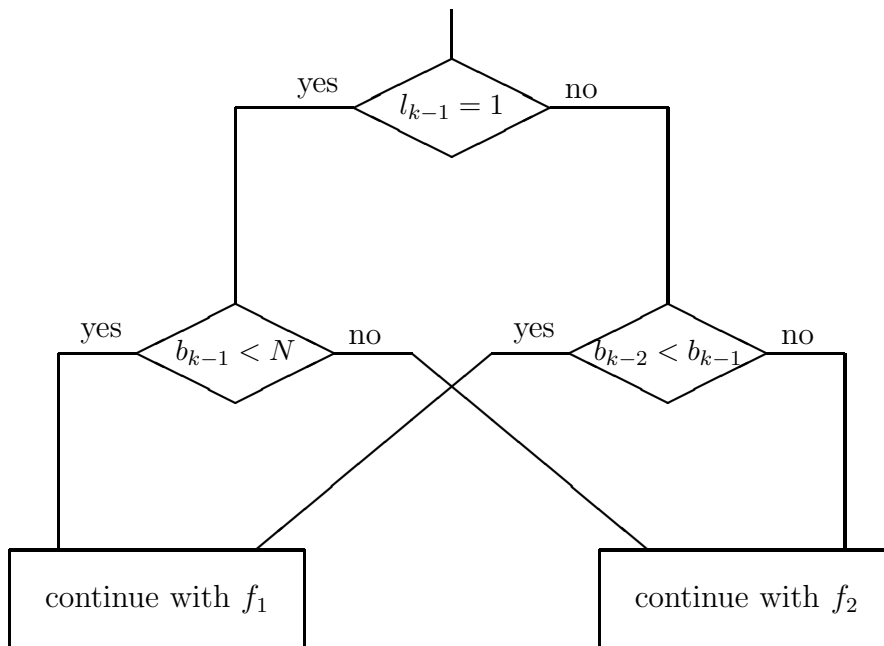 yes
l_{k−1} = 1
no
yes
b_{k−1} < N
no
yes
b_{k−2} < b_{k−1}
no
continue with f_1
continue with f_2